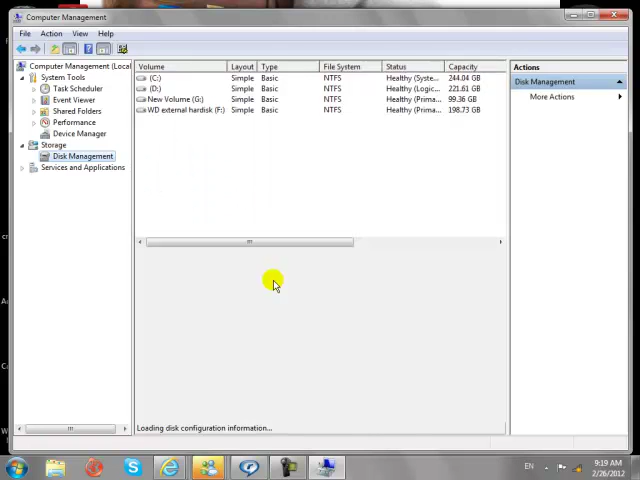 Computer Management
File Action View Help
Computer Management (Local
System Tools
Task Scheduler
Event Viewer
Shared Folders
Performance
Device Manager
Storage
Disk Management
Services and Applications
Volume Layout Type File System Status Capacity
(C:) Simple Basic NTFS Healthy (Syste... 244.04 GB
(D:) Simple Basic NTFS Healthy (Logic... 221.61 GB
New Volume (G:) Simple Basic NTFS Healthy (Prima... 99.36 GB
WD external hardisk (F:) Simple Basic NTFS Healthy (Prima... 198.73 GB
Loading disk configuration information...
Actions
Disk Management
More Actions
EN
9:19 AM
2/26/2012